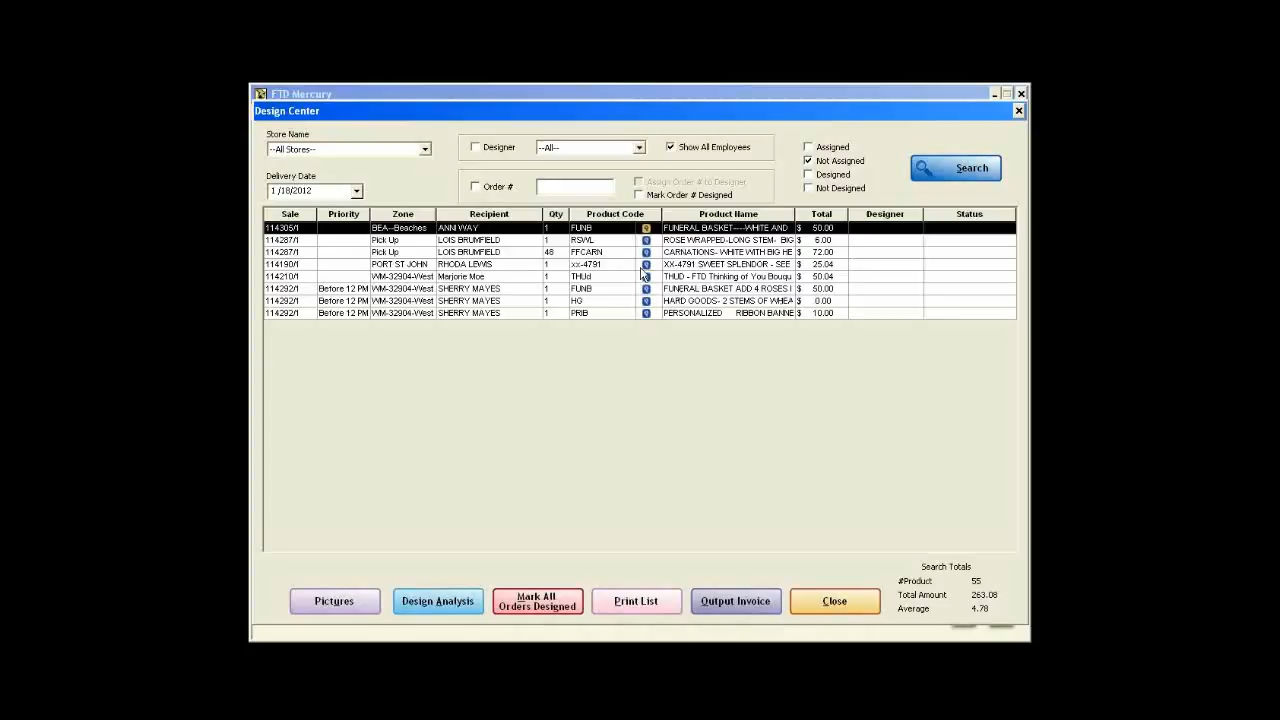 FTD Mercury
Design Center
Store Name
--All Stores--
Designer --All-- Show All Employees
Assigned
Not Assigned
Designed
Not Designed
Search
Delivery Date
1 /18/2012
Order #
Assign Order # to Designer
Mark Order # Designed
Sale Priority Zone Recipient Qty Product Code Product Name Total Designer Status
114305/1 BEA--Beaches ANNI WAY 1 FUNB FUNERAL BASKET----WHITE AND $ 50.00
114287/1 Pick Up LOIS BRUMFIELD 1 RSWL ROSE WRAPPED-LONG STEM- BIG $ 6.00
114287/1 Pick Up LOIS BRUMFIELD 48 FFCARN CARNATIONS- WHITE WITH BIG HE $ 72.00
114190/1 PORT ST JOHN RHODA LEWIS 1 xx-4791 XX-4791 SWEET SPLENDOR - SEE $ 25.04
114210/1 WM-32904-West Marjorie Moe 1 THUd THUD - FTD Thinking of You Bouqu $ 50.04
114292/1 Before 12 PM WM-32904-West SHERRY MAYES 1 FUNB FUNERAL BASKET ADD 4 ROSES I $ 50.00
114292/1 Before 12 PM WM-32904-West SHERRY MAYES 1 HG HARD GOODS- 2 STEMS OF WHEA $ 0.00
114292/1 Before 12 PM WM-32904-West SHERRY MAYES 1 PRIB PERSONALIZED RIBBON BANNE $ 10.00
Search Totals
#Product 55
Total Amount 263.08
Average 4.78
Pictures
Design Analysis
Mark All
Orders Designed
Print List
Output Invoice
Close